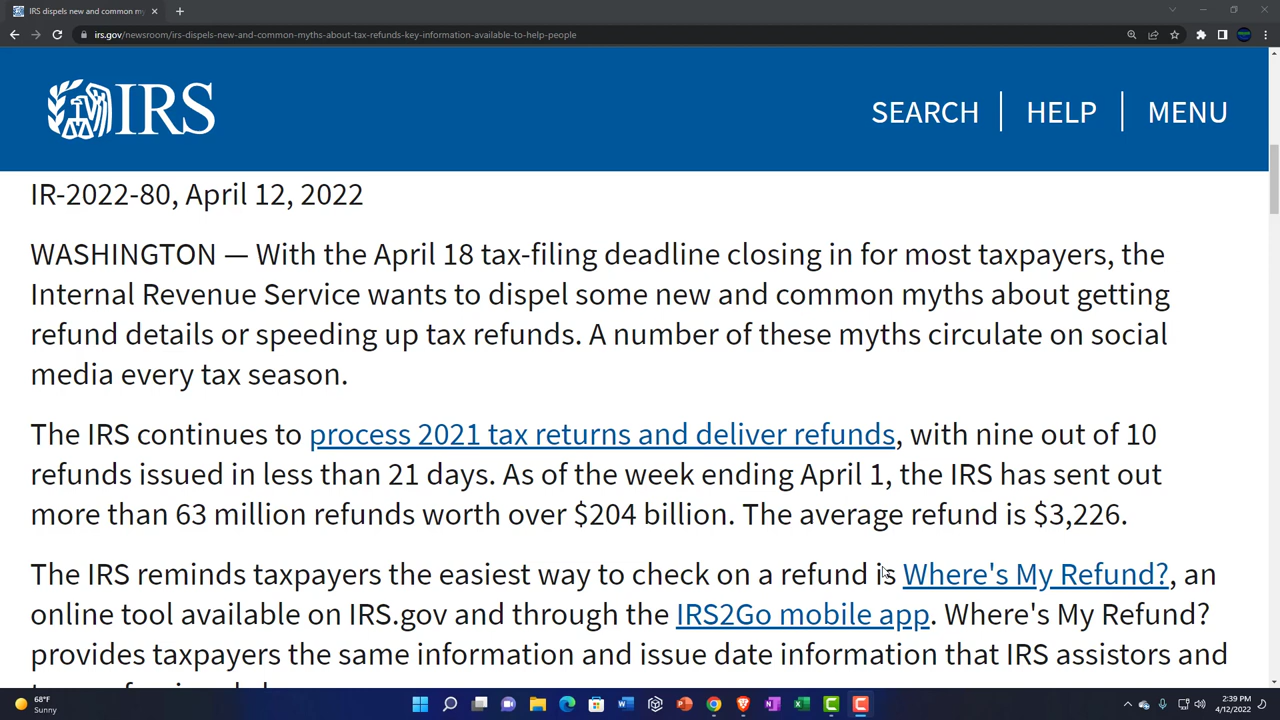 IRS dispels new and common my
irs.gov/newsroom/irs-dispels-new-and-common-myths-about-tax-refunds-key-information-available-to-help-people
IRS
SEARCH
HELP
MENU
IR-2022-80, April 12, 2022
WASHINGTON — With the April 18 tax-filing deadline closing in for most taxpayers, the
Internal Revenue Service wants to dispel some new and common myths about getting
refund details or speeding up tax refunds. A number of these myths circulate on social
media every tax season.
The IRS continues to process 2021 tax returns and deliver refunds, with nine out of 10
refunds issued in less than 21 days. As of the week ending April 1, the IRS has sent out
more than 63 million refunds worth over $204 billion. The average refund is $3,226.
The IRS reminds taxpayers the easiest way to check on a refund is Where's My Refund?, an
online tool available on IRS.gov and through the IRS2Go mobile app. Where's My Refund?
provides taxpayers the same information and issue date information that IRS assistors and
68°F
Sunny
2:39 PM
4/12/2022